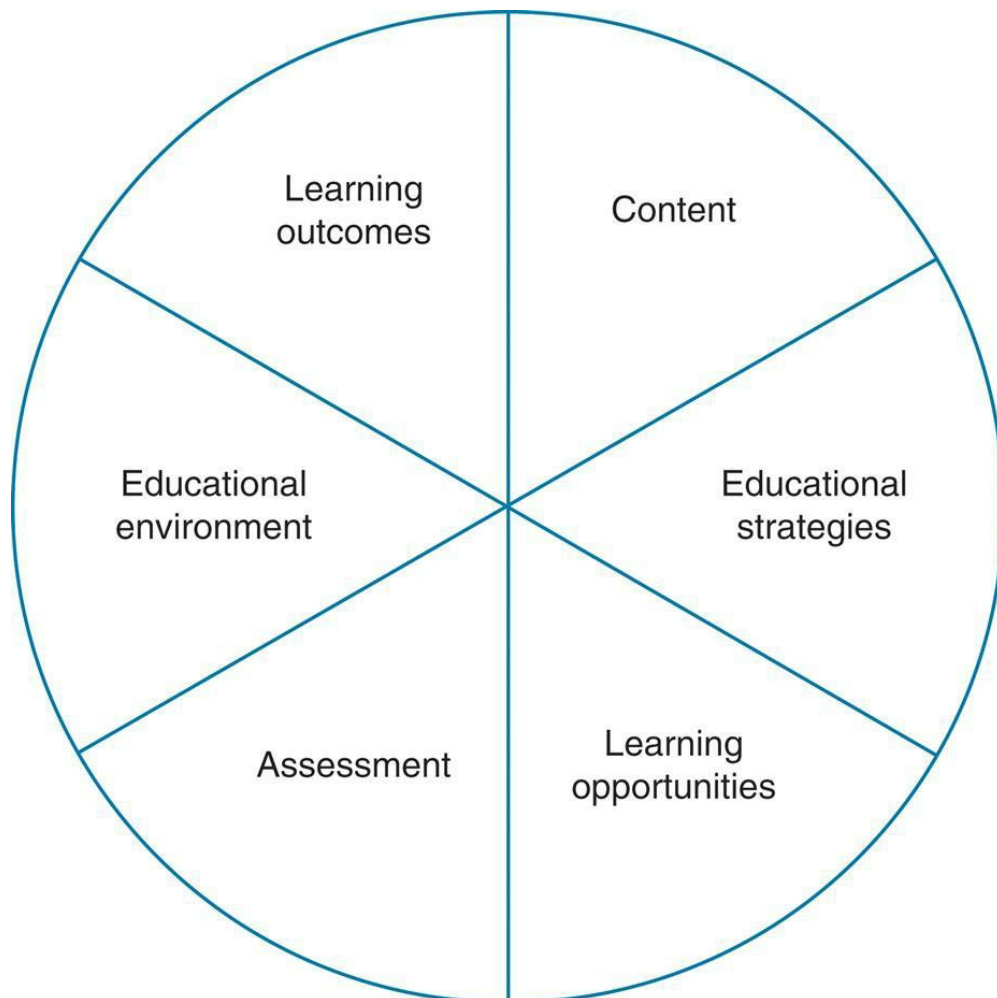 Learning
outcomes
Content
Educational
environment
Educational
strategies
Assessment
Learning
opportunities